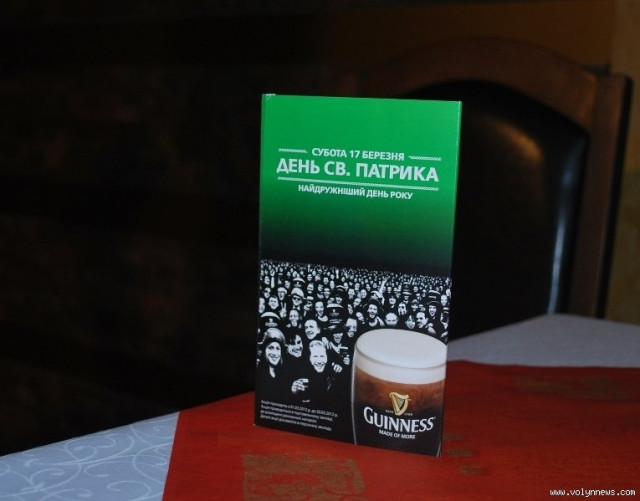 СУБОТА 17 БЕРЕЗНЯ
ДЕНЬ СВ. ПАТРИКА
НАЙДРУЖНІШИЙ ДЕНЬ РОКУ
GUINNESS
MADE OF MORE
www.volynnews.com